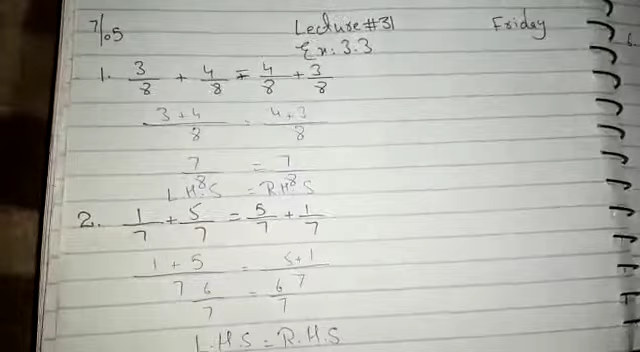 7/05 Lecture #31 Friday
Ex: 3.3
1. 3/8 + 4/8 = 4/8 + 3/8
3+4/8 = 4+3/8
7/8 = 7/8
L.H.S = R.H.S
2. 1/7 + 5/7 = 5/7 + 1/7
1+5/7 = 5+1/7
6/7 = 6/7
L.H.S = R.H.S